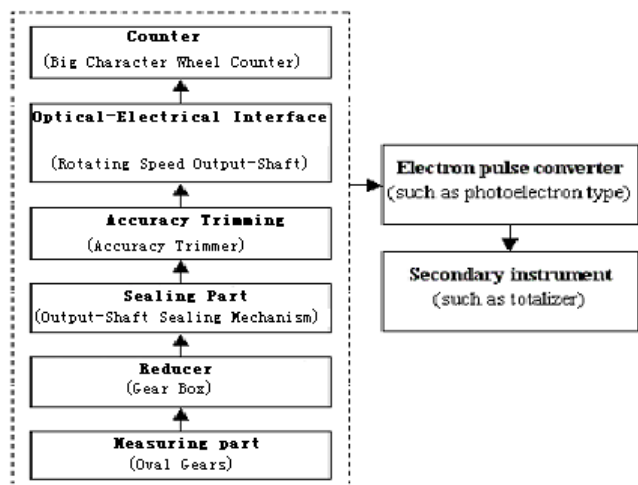 Counter
(Big Character Wheel Counter)
Optical-Electrical Interface
(Rotating Speed Output-Shaft)
Accuracy Trimming
(Accuracy Trimmer)
Sealing Part
(Output-Shaft Sealing Mechanism)
Reducer
(Gear Box)
Measuring part
(Oval Gears)
Electron pulse converter
(such as photoelectron type)
Secondary instrument
(such as totalizer)